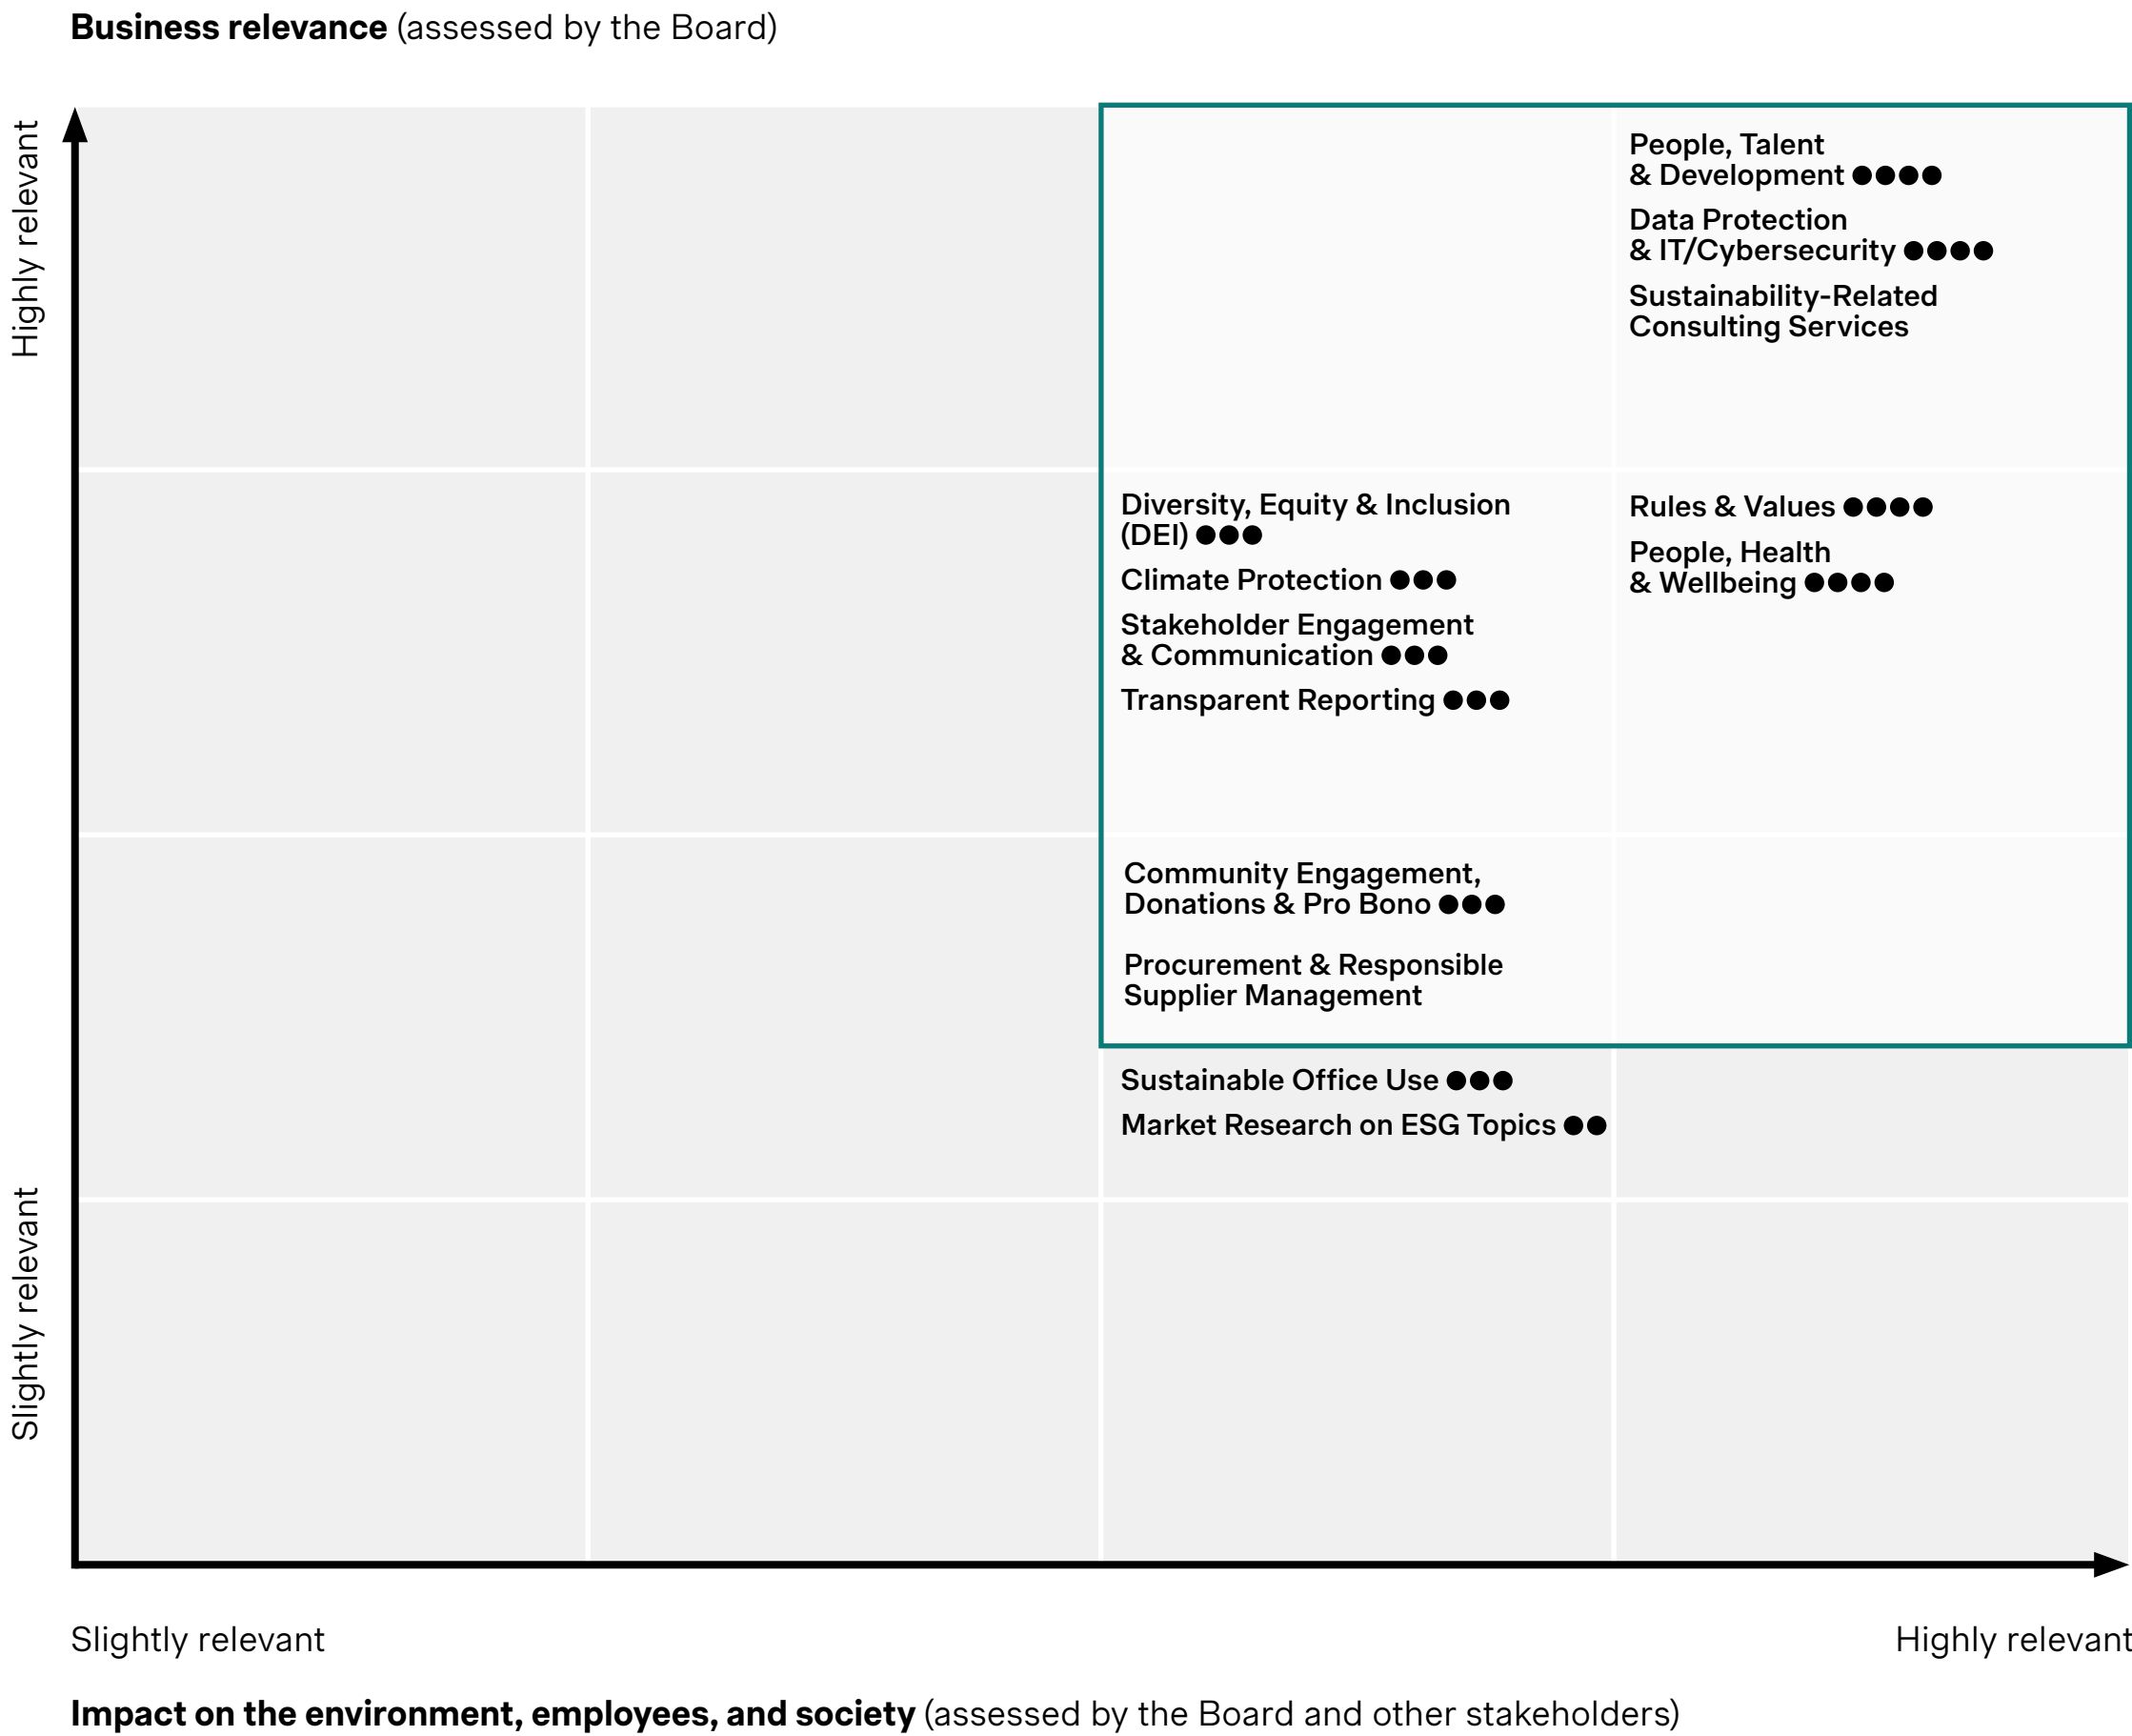 Business relevance (assessed by the Board)
Highly relevant
People, Talent
& Development ●●●●
Data Protection
& IT/Cybersecurity ●●●●
Sustainability-Related
Consulting Services
Diversity, Equity & Inclusion
(DEI) ●●●
Climate Protection ●●●
Stakeholder Engagement
& Communication ●●●
Transparent Reporting ●●●
Rules & Values ●●●●
People, Health
& Wellbeing ●●●●
Community Engagement,
Donations & Pro Bono ●●●
Procurement & Responsible
Supplier Management
Sustainable Office Use ●●●
Market Research on ESG Topics ●●
Slightly relevant
Slightly relevant
Highly relevant
Impact on the environment, employees, and society (assessed by the Board and other stakeholders)